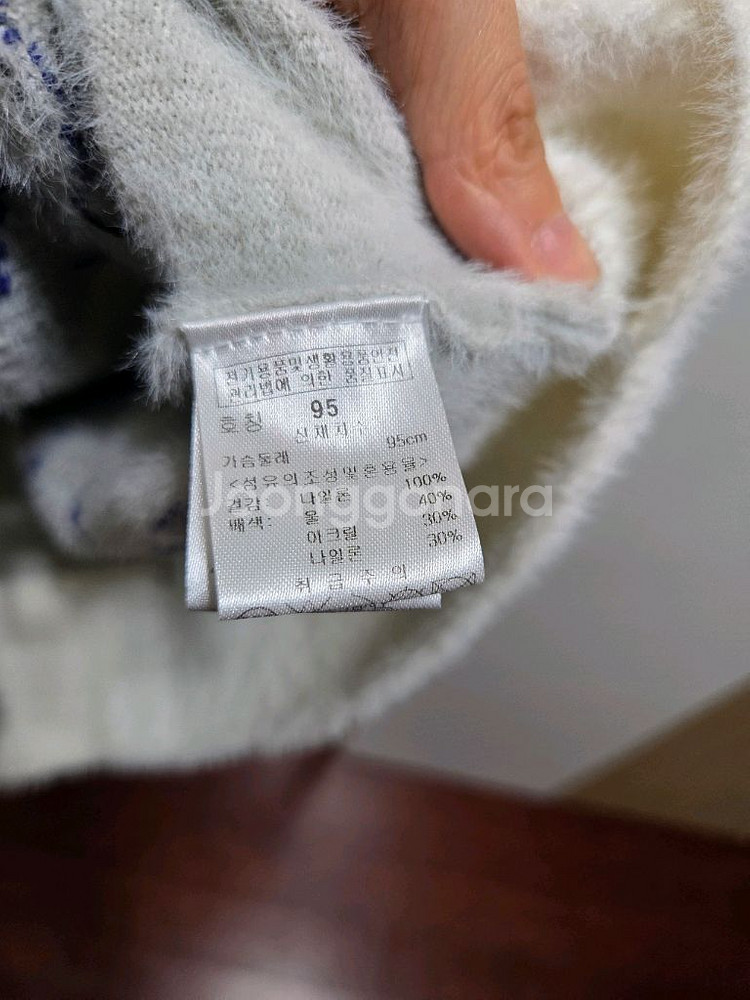 전기용품및생활용품안전
관리법에 의한 품질표시
호칭 95
신체치수
가슴둘레 95cm
<섬유의조성및혼용율>
겉감 나일론 100%
배색: 울 40%
아크릴 30%
나일론 30%
취급주의
Joonggonara